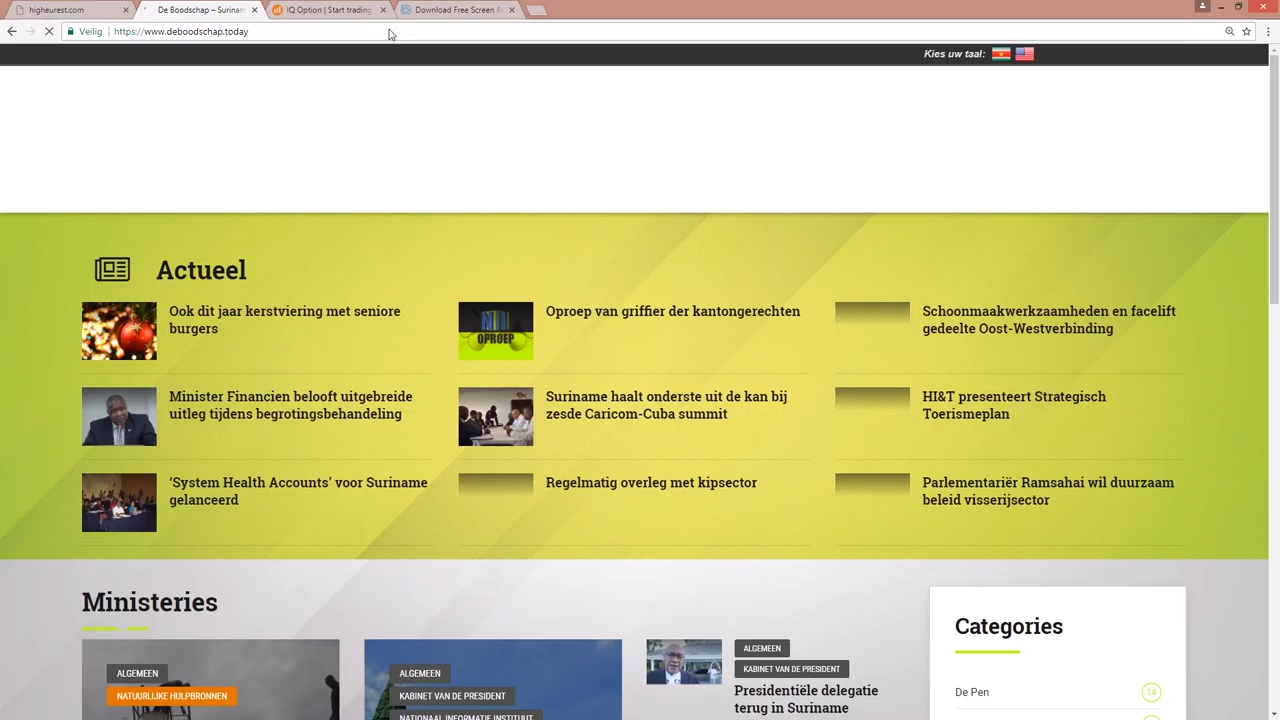 higheurest.com
De Boodschap – Surinam
IQ Option | Start trading
Download Free Screen R
Veilig
https://www.deboodschap.today
Kies uw taal:
Actueel
Ook dit jaar kerstviering met seniore
burgers
OPROEP
Oproep van griffier der kantongerechten
Schoonmaakwerkzaamheden en facelift
gedeelte Oost-Westverbinding
Minister Financien belooft uitgebreide
uitleg tijdens begrotingsbehandeling
Suriname haalt onderste uit de kan bij
zesde Caricom-Cuba summit
HI&T presenteert Strategisch
Toerismeplan
‘System Health Accounts’ voor Suriname
gelanceerd
Regelmatig overleg met kipsector
Parlementariër Ramsahai wil duurzaam
beleid visserijsector
Ministeries
ALGEMEEN
NATUURLIJKE HULPBRONNEN
ALGEMEEN
KABINET VAN DE PRESIDENT
NATIONAAL INFORMATIE INSTITUUT
ALGEMEEN
KABINET VAN DE PRESIDENT
Presidentiële delegatie
terug in Suriname
Categories
De Pen
14